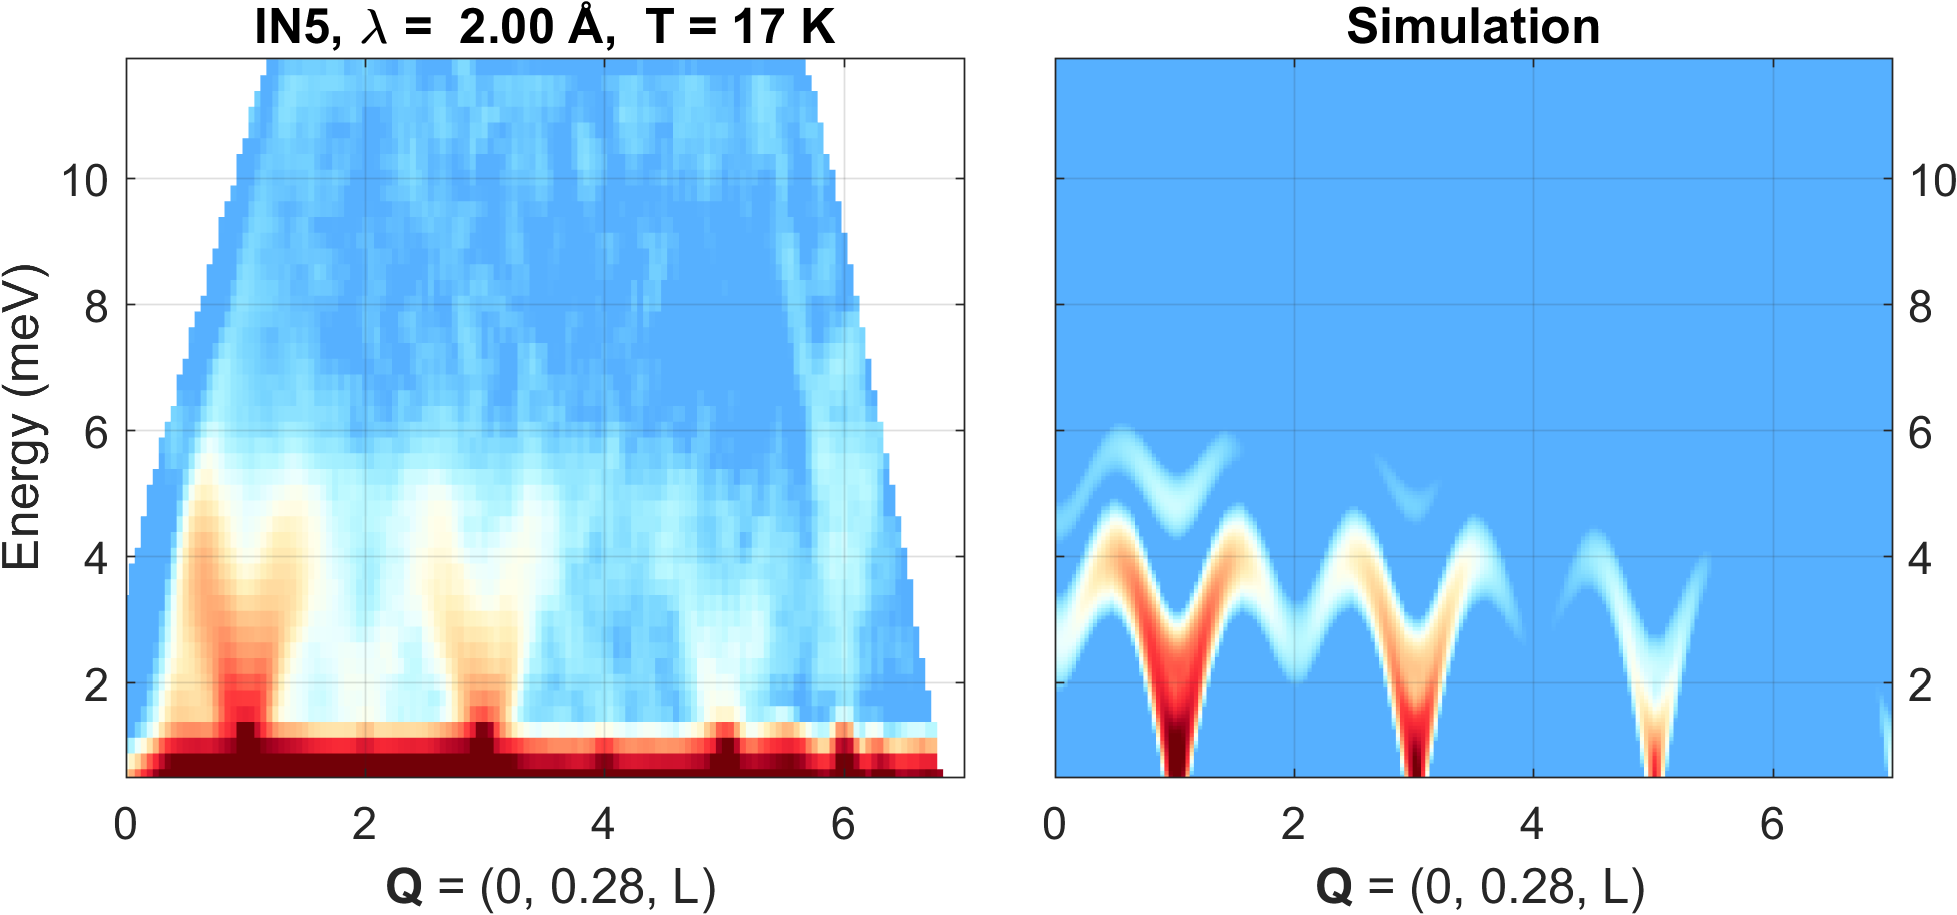 IN5, λ = 2.00 Å, T = 17 K
Simulation
Energy (meV)
10
8
6
4
2
0 2 4 6
Q = (0, 0.28, L)
10
8
6
4
2
0 2 4 6
Q = (0, 0.28, L)